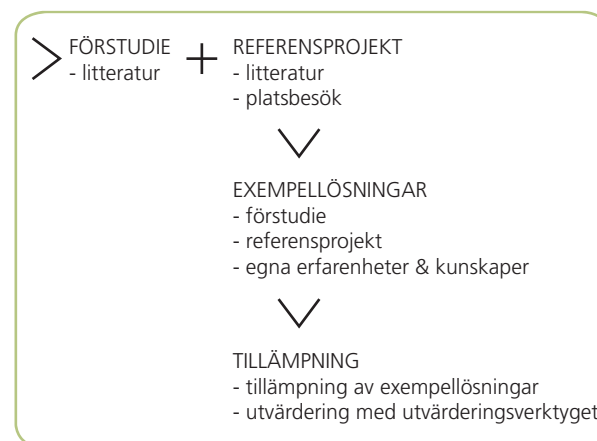 FÖRSTUDIE
- litteratur
REFERENSPROJEKT
- litteratur
- platsbesök
EXEMPELLÖSNINGAR
- förstudie
- referensprojekt
- egna erfarenheter & kunskaper
TILLÄMPNING
- tillämpning av exempellösningar
- utvärdering med utvärderingsverktyget